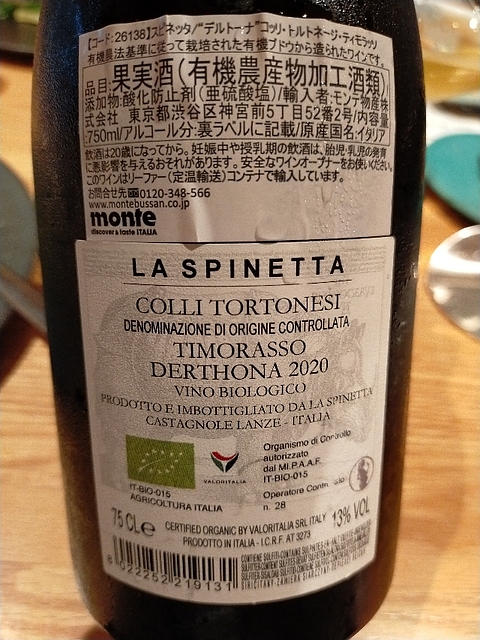 【コード:26138】スピネッタ/"デルトーナ"コッリ・トルトネージ・ティモラッソ
有機農法基準に従って栽培された有機ブドウから造られたワインです。
品名:果実酒(有機農産物加工酒類)
添加物:酸化防止剤(亜硫酸塩)/輸入者:モンテ物産株
式会社 東京都渋谷区神宮前5丁目52番2号/内容量
:750ml/アルコール分:裏ラベルに記載/原産国名:イタリア
飲酒は20歳になってから。妊娠中や授乳期の飲酒は、胎児・乳児の発育
に悪影響を与えるおそれがあります。安全なワインオープナーをお使いください。
このワインはリーファー(定温輸送)コンテナで輸入しています。
お問合せ先 0120-348-566
www.montebussan.co.jp
monte
discover & taste ITALIA
LA SPINETTA
COLLI TORTONESI
DENOMINAZIONE DI ORIGINE CONTROLLATA
TIMORASSO
DERTHONA 2020
VINO BIOLOGICO
PRODOTTO E IMBOTTIGLIATO DA LA SPINETTA
CASTAGNOLE LANZE - ITALIA
IT-BIO-015
AGRICOLTURA ITALIA
VALORITALIA
Organismo di Controllo
autorizzato
dal MI.P.A.A.F.
IT-BIO-015
Operatore
n. 28
75 CL e
CERTIFIED ORGANIC BY VALORITALIA SRL ITALY
PRODOTTO IN ITALIA - I.C.R.F. AT 3273
13% VOL
8 022252 219131